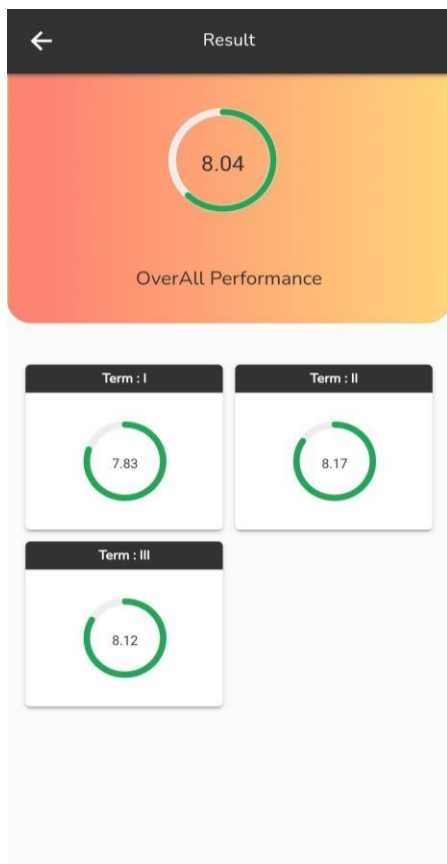 Result
8.04
OverAll Performance
Term : I
Term : II
7.83
8.17
Term : III
8.12